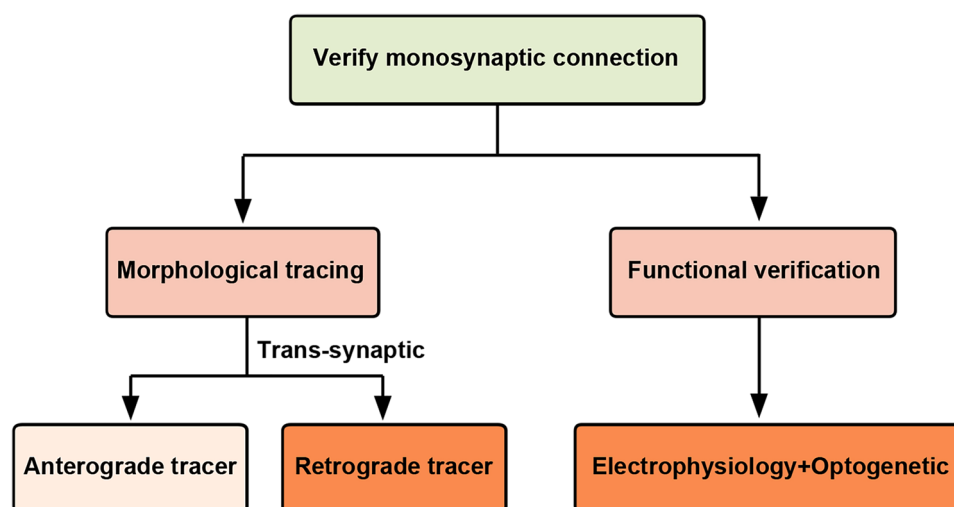 Verify monosynaptic connection
Morphological tracing
Functional verification
Trans-synaptic
Anterograde tracer
Retrograde tracer
Electrophysiology+Optogenetic